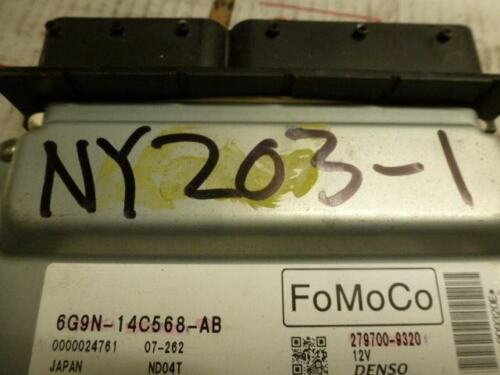 NY203-1
FoMoCo
6G9N-14C568-AB
279700-9320
0000024761 07-262
12V
JAPAN ND04T
DENSO